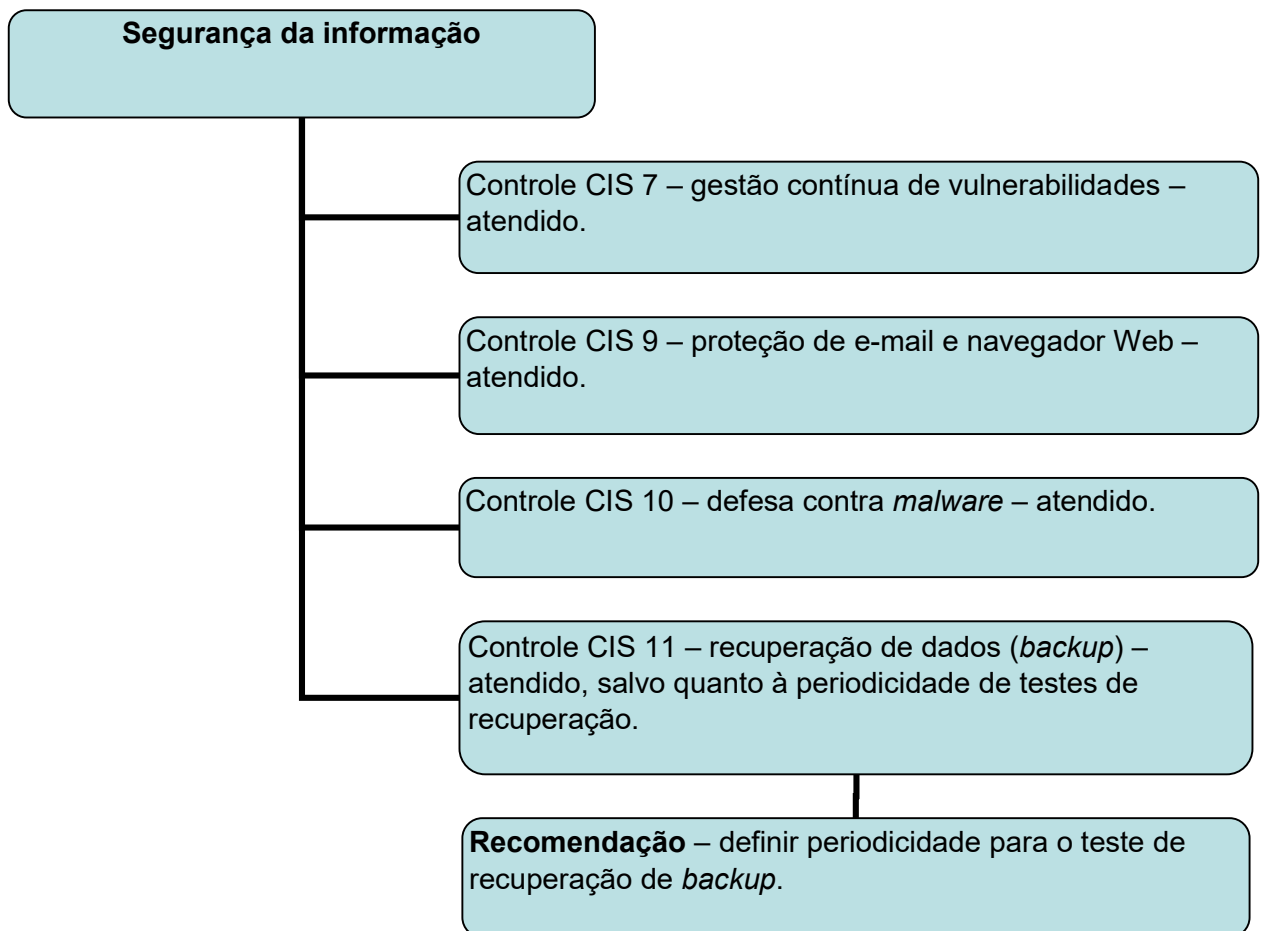 Segurança da informação
Controle CIS 7 – gestão contínua de vulnerabilidades –
atendido.
Controle CIS 9 – proteção de e-mail e navegador Web –
atendido.
Controle CIS 10 – defesa contra malware – atendido.
Controle CIS 11 – recuperação de dados (backup) –
atendido, salvo quanto à periodicidade de testes de
recuperação.
Recomendação – definir periodicidade para o teste de
recuperação de backup.